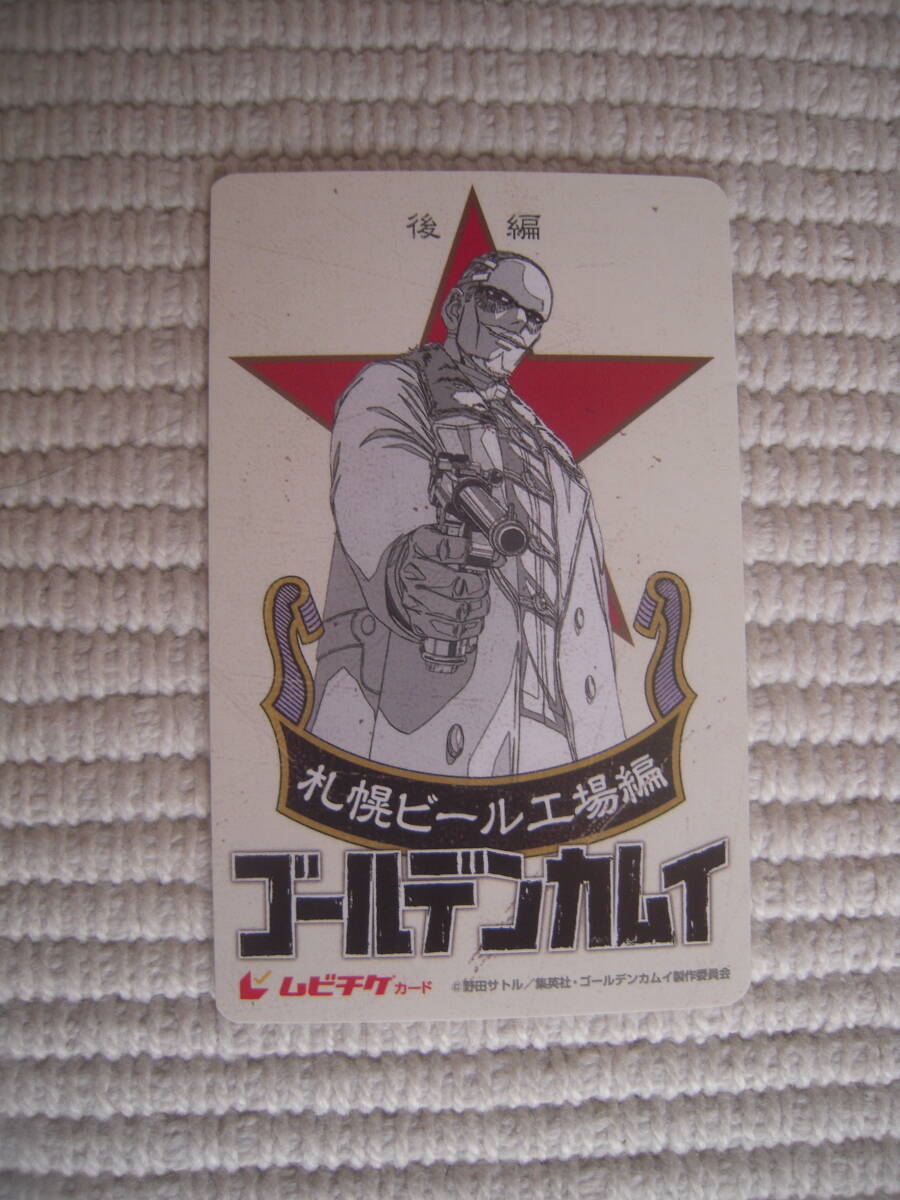 後 編
札幌ビール工場編
ゴールデンカムイ
ムビチケ カード ©野田サトル／集英社・ゴールデンカムイ製作委員会